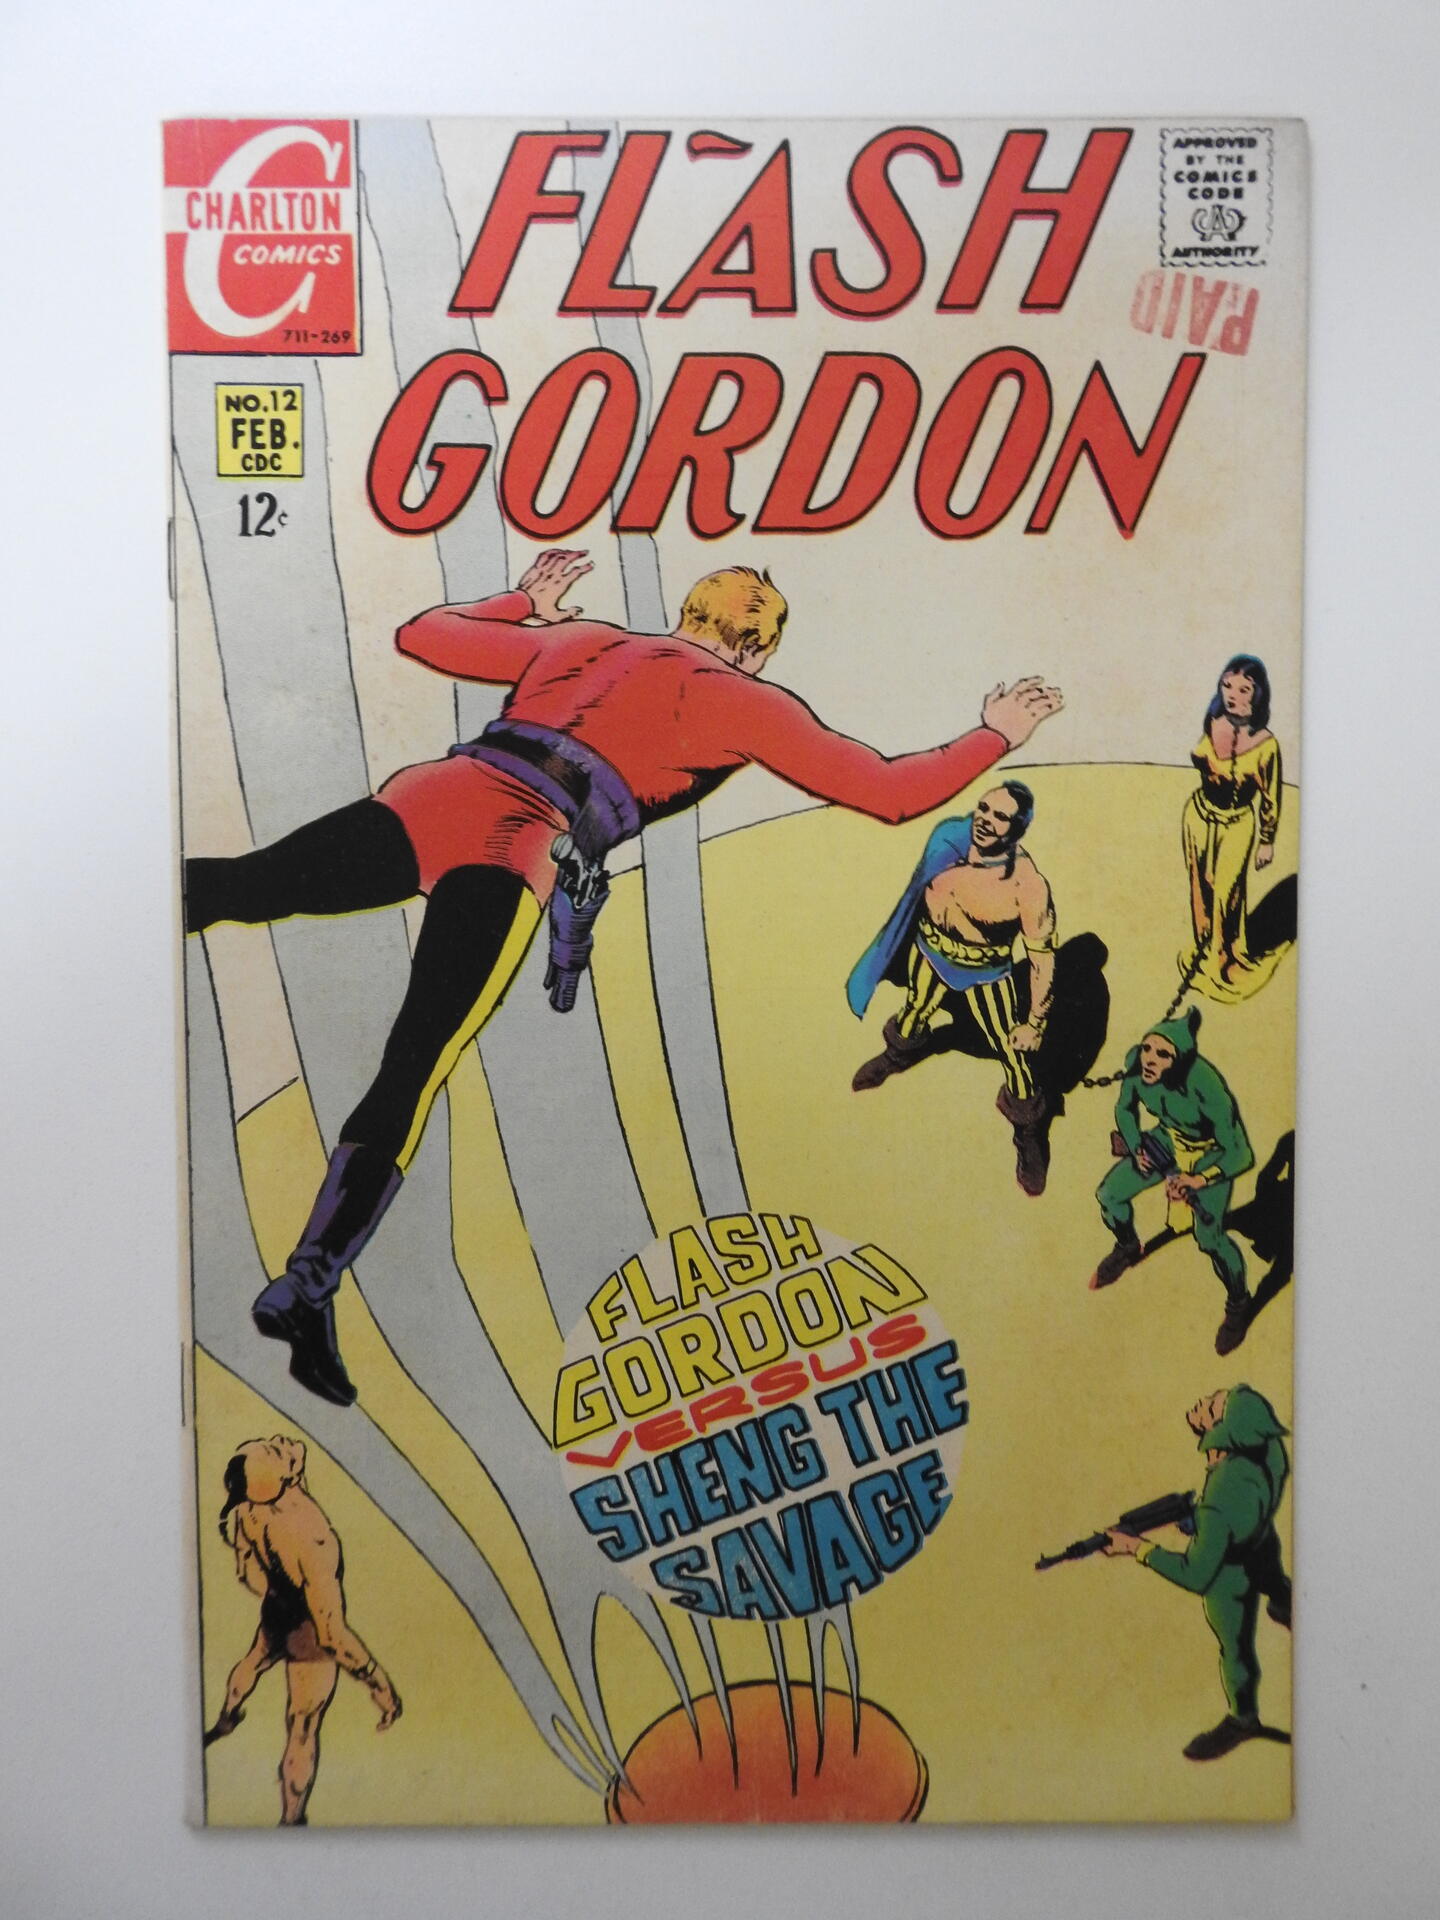 CHARLTON
COMICS
711-269
FLASH
GORDON
APPROVED
BY THE
COMICS
CODE
CA
AUTHORITY
PAID
NO.12
FEB.
CDC
12¢
FLASH
GORDON
VERSUS
SHENG THE
SAVAGE